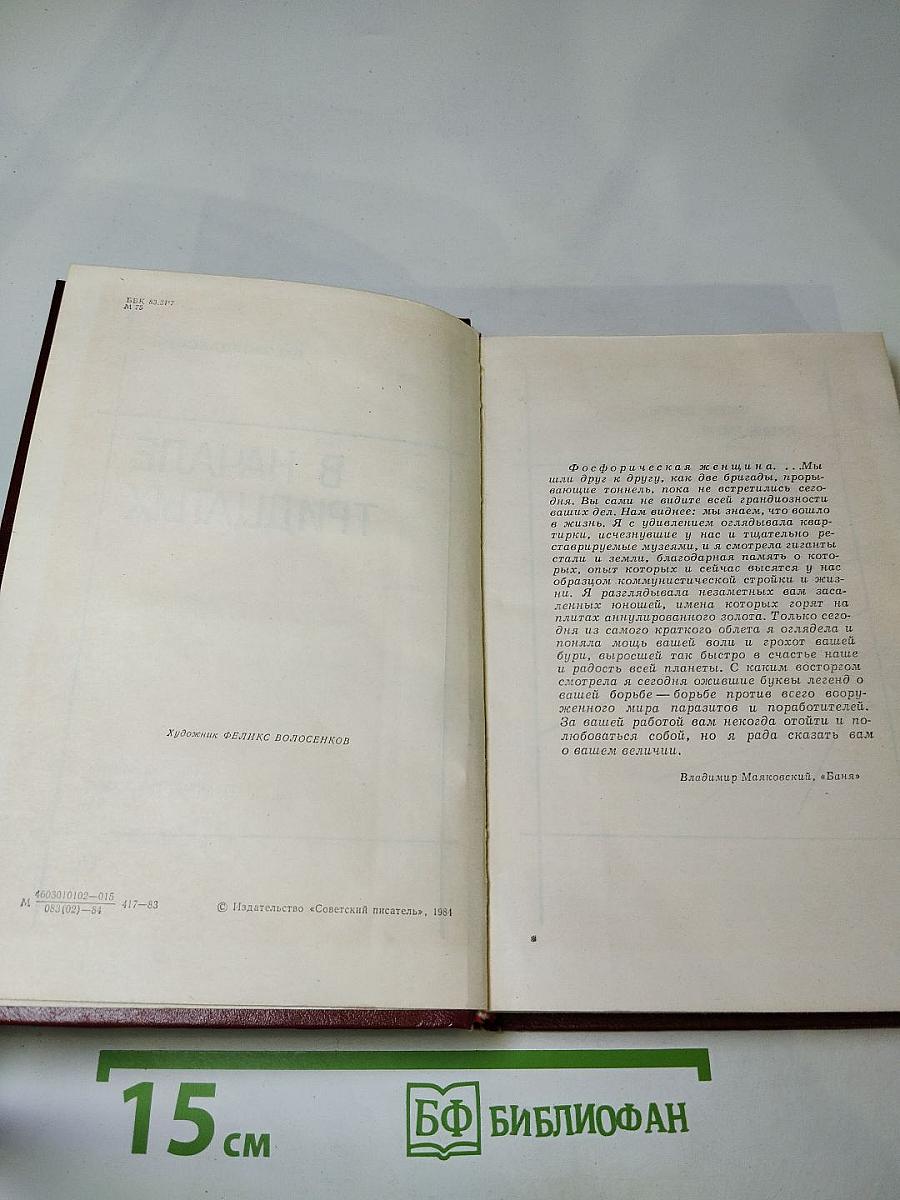 ББК 83.3Р7
М 75
Художник ФЕЛИКС ВОЛОСЕНКОВ
М 4603010102—015
083(02)—84 417—83
© Издательство «Советский писатель», 1984
Фосфорическая женщина. ...Мы
шли друг к другу, как две бригады, проры-
вающие тоннель, пока не встретились сего-
дня. Вы сами не видите всей грандиозности
ваших дел. Нам виднее: мы знаем, что вошло
в жизнь. Я с удивлением оглядывала квар-
тирки, исчезнувшие у нас и тщательно ре-
ставрируемые музеями, и я смотрела гиганты
стали и земли, благодарная память о кото-
рых, опыт которых и сейчас высятся у нас
образцом коммунистической стройки и жиз-
ни. Я разглядывала незаметных вам заса-
ленных юношей, имена которых горят на
плитах аннулированного золота. Только сего-
дня из самого краткого облета я оглядела и
поняла мощь вашей воли и грохот вашей
бури, выросшей так быстро в счастье наше
и радость всей планеты. С каким восторгом
смотрела я сегодня ожившие буквы легенд о
вашей борьбе — борьбе против всего воору-
женного мира паразитов и поработителей.
За вашей работой вам некогда отойти и по-
любоваться собой, но я рада сказать вам
о вашем величии.
Владимир Маяковский, «Баня»
*
15 см
БФ БИБЛИОФАН